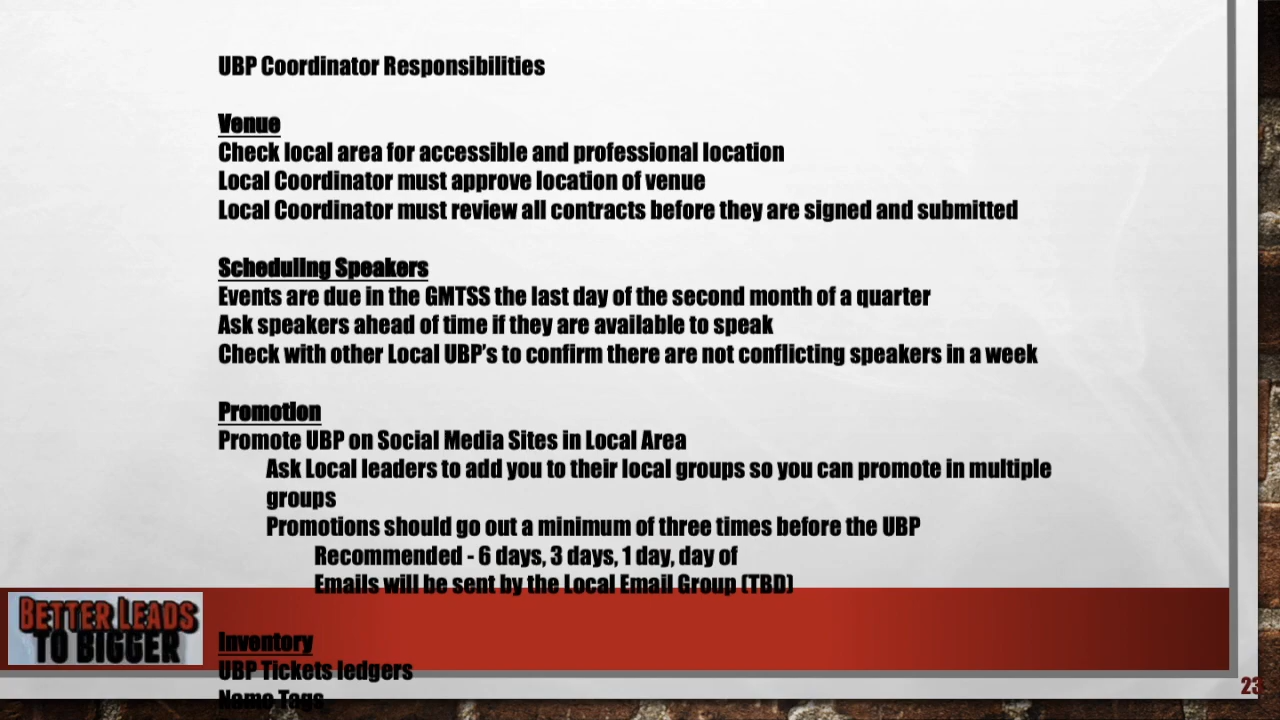 UBP Coordinator Responsibilities
Venue
Check local area for accessible and professional location
Local Coordinator must approve location of venue
Local Coordinator must review all contracts before they are signed and submitted
Scheduling Speakers
Events are due in the GMTSS the last day of the second month of a quarter
Ask speakers ahead of time if they are available to speak
Check with other Local UBP’s to confirm there are not conflicting speakers in a week
Promotion
Promote UBP on Social Media Sites in Local Area
Ask Local leaders to add you to their local groups so you can promote in multiple
groups
Promotions should go out a minimum of three times before the UBP
Recommended - 6 days, 3 days, 1 day, day of
Emails will be sent by the Local Email Group (TBD)
BETTER LEADS
TO BIGGER
Inventory
UBP Tickets ledgers
Name Tags
23